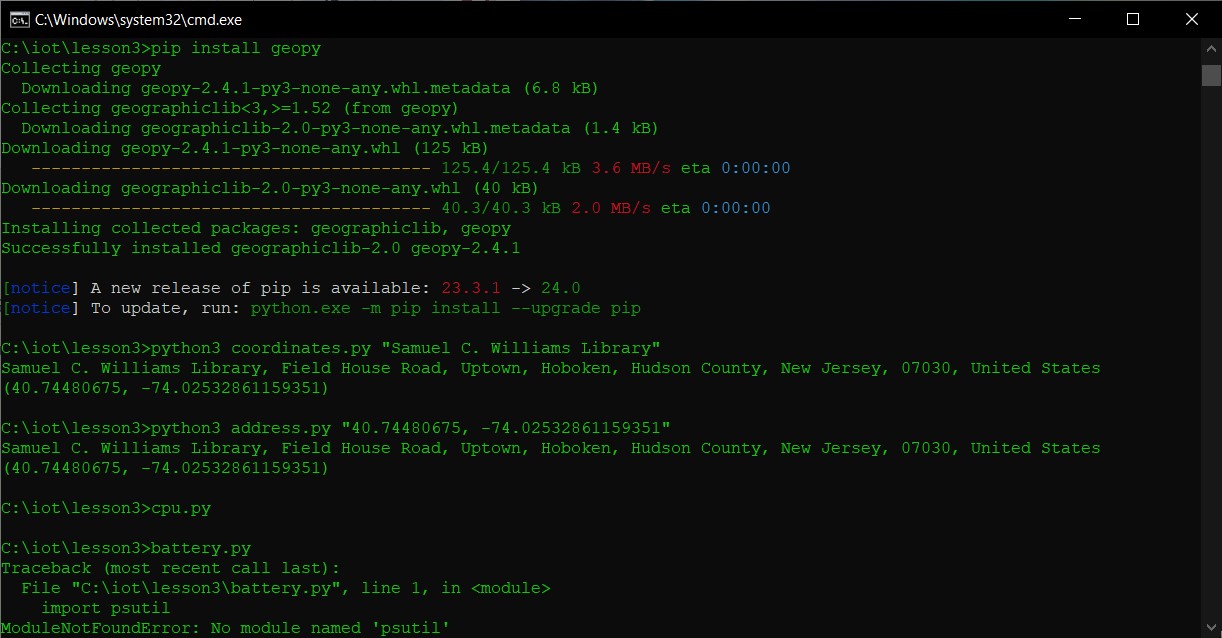 C:\Windows\system32\cmd.exe
C:\iot\lesson3>pip install geopy
Collecting geopy
  Downloading geopy-2.4.1-py3-none-any.whl.metadata (6.8 kB)
Collecting geographiclib<3,>=1.52 (from geopy)
  Downloading geographiclib-2.0-py3-none-any.whl.metadata (1.4 kB)
Downloading geopy-2.4.1-py3-none-any.whl (125 kB)
   ---------------------------------------- 125.4/125.4 kB 3.6 MB/s eta 0:00:00
Downloading geographiclib-2.0-py3-none-any.whl (40 kB)
   ---------------------------------------- 40.3/40.3 kB 2.0 MB/s eta 0:00:00
Installing collected packages: geographiclib, geopy
Successfully installed geographiclib-2.0 geopy-2.4.1
[notice] A new release of pip is available: 23.3.1 -> 24.0
[notice] To update, run: python.exe -m pip install --upgrade pip
C:\iot\lesson3>python3 coordinates.py "Samuel C. Williams Library"
Samuel C. Williams Library, Field House Road, Uptown, Hoboken, Hudson County, New Jersey, 07030, United States
(40.74480675, -74.02532861159351)
C:\iot\lesson3>python3 address.py "40.74480675, -74.02532861159351"
Samuel C. Williams Library, Field House Road, Uptown, Hoboken, Hudson County, New Jersey, 07030, United States
(40.74480675, -74.02532861159351)
C:\iot\lesson3>cpu.py
C:\iot\lesson3>battery.py
Traceback (most recent call last):
  File "C:\iot\lesson3\battery.py", line 1, in <module>
    import psutil
ModuleNotFoundError: No module named 'psutil'